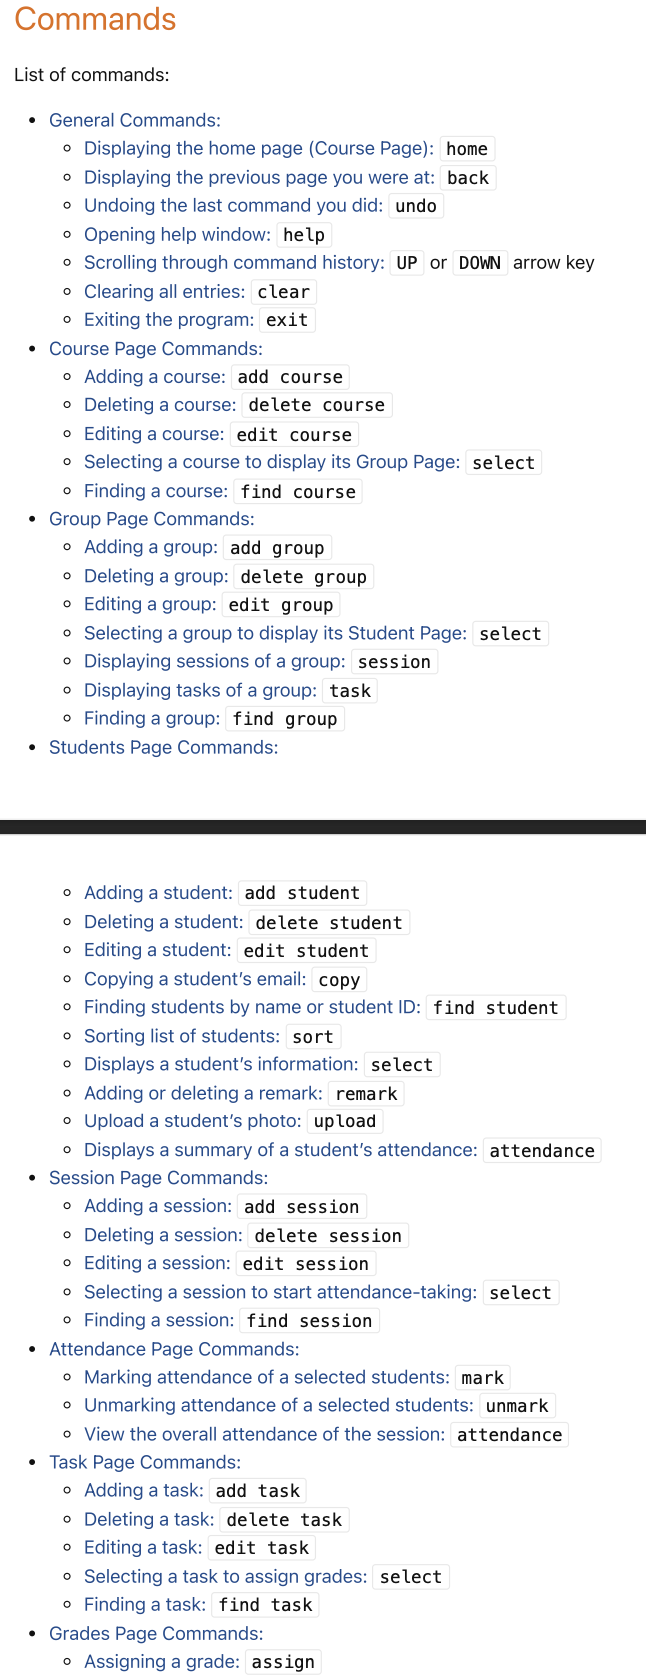 Commands
List of commands:
• General Commands:
◦ Displaying the home page (Course Page): home
◦ Displaying the previous page you were at: back
◦ Undoing the last command you did: undo
◦ Opening help window: help
◦ Scrolling through command history: UP or DOWN arrow key
◦ Clearing all entries: clear
◦ Exiting the program: exit
• Course Page Commands:
◦ Adding a course: add course
◦ Deleting a course: delete course
◦ Editing a course: edit course
◦ Selecting a course to display its Group Page: select
◦ Finding a course: find course
• Group Page Commands:
◦ Adding a group: add group
◦ Deleting a group: delete group
◦ Editing a group: edit group
◦ Selecting a group to display its Student Page: select
◦ Displaying sessions of a group: session
◦ Displaying tasks of a group: task
◦ Finding a group: find group
• Students Page Commands:
◦ Adding a student: add student
◦ Deleting a student: delete student
◦ Editing a student: edit student
◦ Copying a student’s email: copy
◦ Finding students by name or student ID: find student
◦ Sorting list of students: sort
◦ Displays a student’s information: select
◦ Adding or deleting a remark: remark
◦ Upload a student’s photo: upload
◦ Displays a summary of a student’s attendance: attendance
• Session Page Commands:
◦ Adding a session: add session
◦ Deleting a session: delete session
◦ Editing a session: edit session
◦ Selecting a session to start attendance-taking: select
◦ Finding a session: find session
• Attendance Page Commands:
◦ Marking attendance of a selected students: mark
◦ Unmarking attendance of a selected students: unmark
◦ View the overall attendance of the session: attendance
• Task Page Commands:
◦ Adding a task: add task
◦ Deleting a task: delete task
◦ Editing a task: edit task
◦ Selecting a task to assign grades: select
◦ Finding a task: find task
• Grades Page Commands:
◦ Assigning a grade: assign